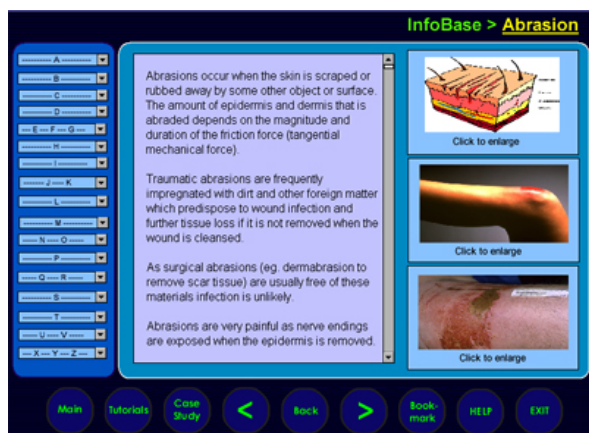 InfoBase > Abrasion
---------- A ----------
---------- B ----------
---------- C ----------
---------- D ----------
--- E --- F --- G ---
---------- H ----------
---------- I ----------
----- J --- K -----
---------- L ----------
---------- M ----------
----- N --- O -----
---------- P ----------
----- Q --- R -----
---------- S ----------
---------- T ----------
----- U --- V -----
--- X --- Y --- Z ---
Abrasions occur when the skin is scraped or
rubbed away by some other object or surface.
The amount of epidermis and dermis that is
abraded depends on the magnitude and
duration of the friction force (tangential
mechanical force).
Traumatic abrasions are frequently
impregnated with dirt and other foreign matter
which predispose to wound infection and
further tissue loss if it is not removed when the
wound is cleansed.
As surgical abrasions (eg. dermabrasion to
remove scar tissue) are usually free of these
materials infection is unlikely.
Abrasions are very painful as nerve endings
are exposed when the epidermis is removed.
Click to enlarge
Click to enlarge
Click to enlarge
Main
Tutorials
Case
Study
<
Back
>
Book-
mark
HELP
EXIT